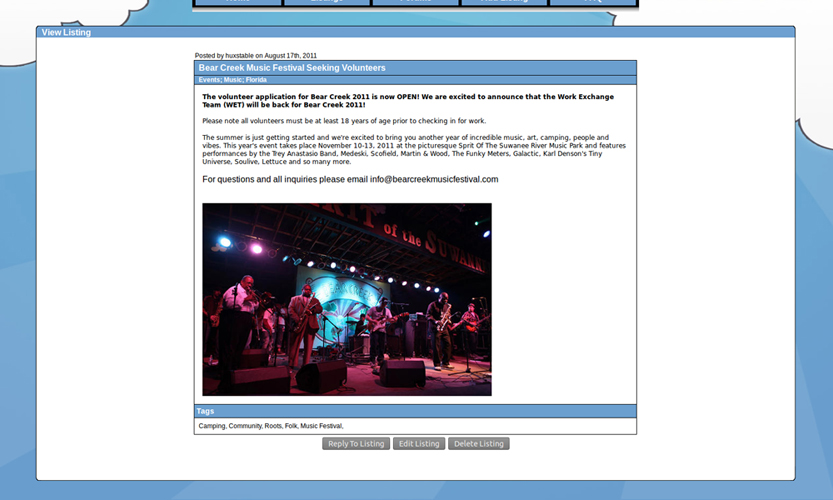 View Listing
Posted by huxstable on August 17th, 2011
Bear Creek Music Festival Seeking Volunteers
Events; Music; Florida
The volunteer application for Bear Creek 2011 is now OPEN! We are excited to announce that the Work Exchange
Team (WET) will be back for Bear Creek 2011!
Please note all volunteers must be at least 18 years of age prior to checking in for work.
The summer is just getting started and we're excited to bring you another year of incredible music, art, camping, people and
vibes. This year's event takes place November 10-13, 2011 at the picturesque Sprit Of The Suwanee River Music Park and features
performances by the Trey Anastasio Band, Medeski, Scofield, Martin & Wood, The Funky Meters, Galactic, Karl Denson's Tiny
Universe, Soulive, Lettuce and so many more.
For questions and all inquiries please email info@bearcreekmusicfestival.com
of the SUWANN
Tags
Camping, Community, Roots, Folk, Music Festival,
Reply To Listing Edit Listing Delete Listing